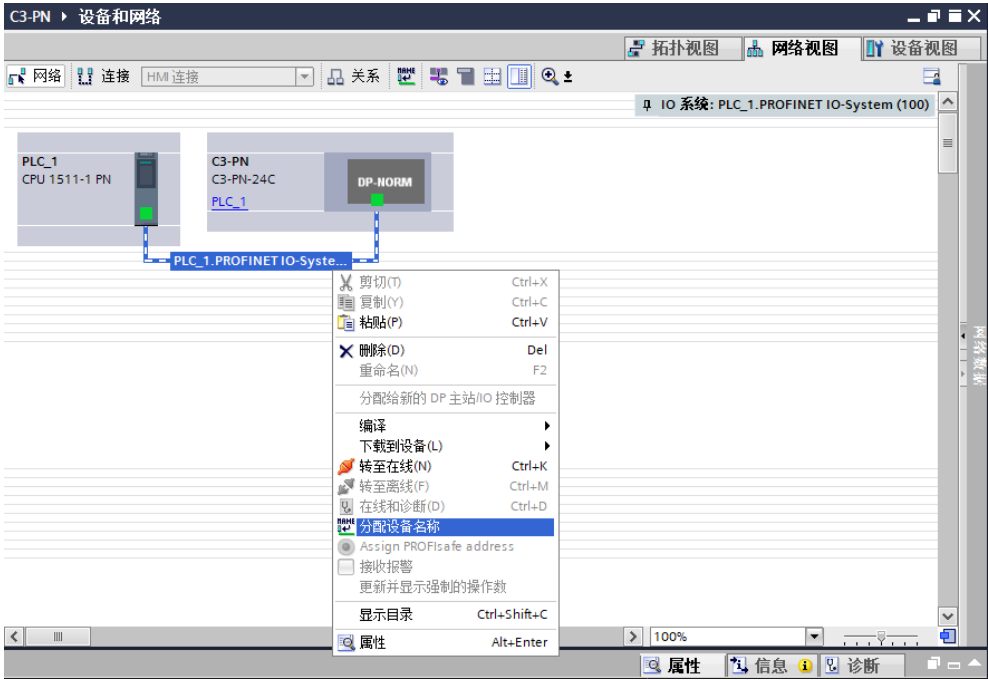 C3-PN ▸ 设备和网络
拓扑视图 网络视图 设备视图
网络 连接 HMI 连接 关系
IO 系统: PLC_1.PROFINET IO-System (100)
PLC_1
CPU 1511-1 PN
C3-PN
C3-PN-24C
PLC_1
DP-NORM
PLC_1.PROFINET IO-Syste...
剪切(T) Ctrl+X
复制(Y) Ctrl+C
粘贴(P) Ctrl+V
删除(D) Del
重命名(N) F2
分配给新的 DP 主站/IO 控制器
编译
下载到设备(L)
转至在线(N) Ctrl+K
转至离线(F) Ctrl+M
在线和诊断(D) Ctrl+D
分配设备名称
Assign PROFIsafe address
接收报警
更新并显示强制的操作数
显示目录 Ctrl+Shift+C
属性 Alt+Enter
网络数据
100%
属性 信息 诊断